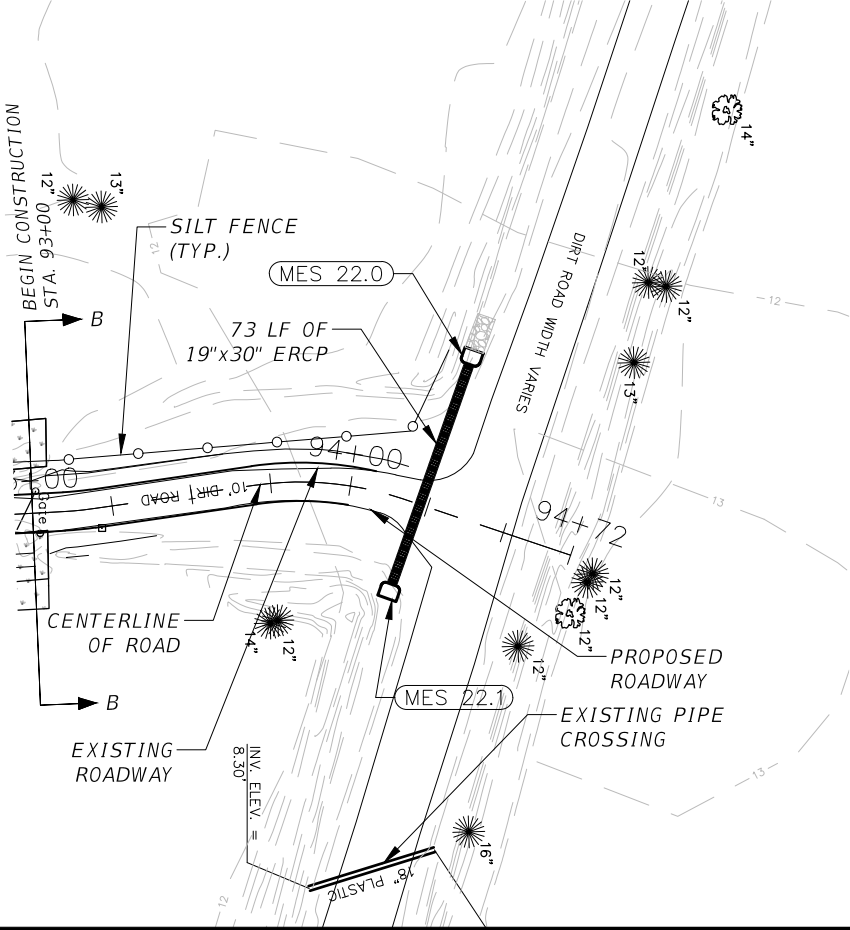 14"
BEGIN CONSTRUCTION
STA. 93+00
12"
13"
SILT FENCE
(TYP.)
12
MES 22.0
DIRT ROAD WIDTH VARIES
12"
12"
12
73 LF OF
19"x30" ERCP
13"
B
94+00
00
10' DIRT ROAD
Gate
13
94+72
CENTERLINE
OF ROAD
14"
12"
12"
12"
12"
12"
PROPOSED
ROADWAY
MES 22.1
B
EXISTING PIPE
CROSSING
EXISTING
ROADWAY
INV. ELEV. =
8.30'
13
16"
18" PLASTIC
12